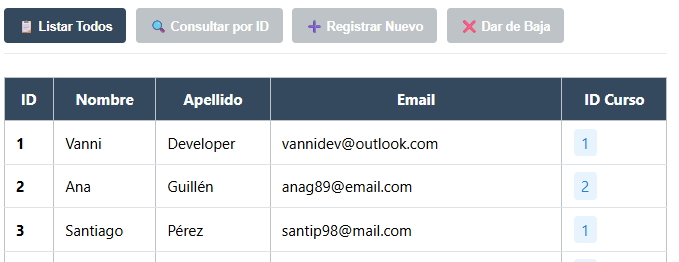 Listar Todos Consultar por ID Registrar Nuevo Dar de Baja
ID Nombre Apellido Email ID Curso
1 Vanni Developer vannidev@outlook.com 1
2 Ana Guillén anag89@email.com 2
3 Santiago Pérez santip98@mail.com 1